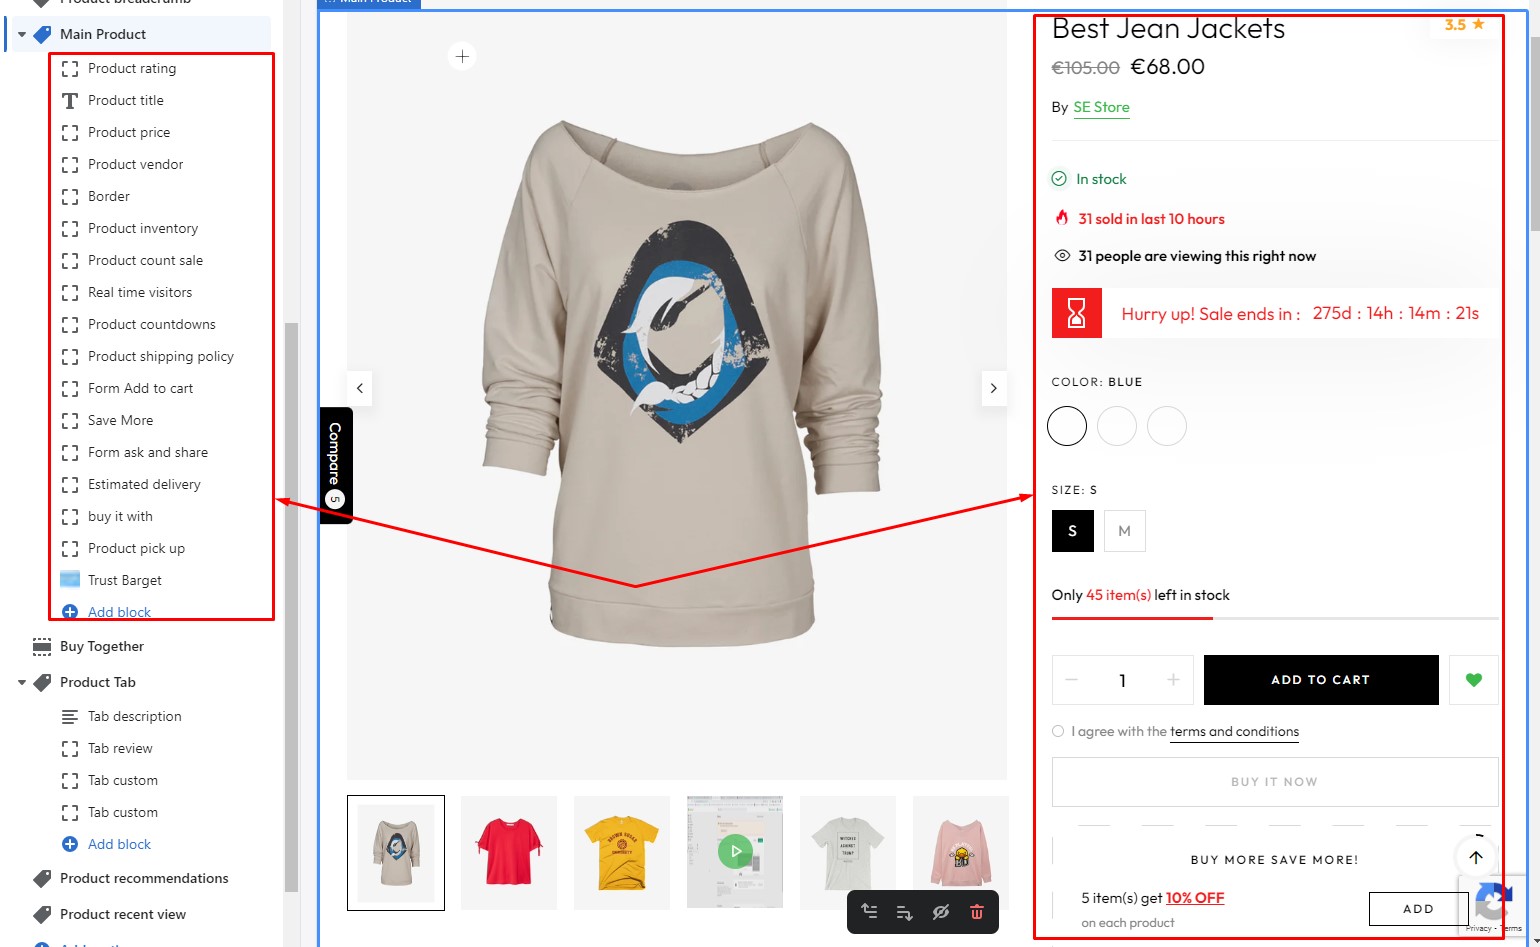 Product breadcrumb
Main Product
Product rating
Product title
Product price
Product vendor
Border
Product inventory
Product count sale
Real time visitors
Product countdowns
Product shipping policy
Form Add to cart
Save More
Form ask and share
Estimated delivery
buy it with
Product pick up
Trust Barget
Add block
Buy Together
Product Tab
Tab description
Tab review
Tab custom
Tab custom
Add block
Product recommendations
Product recent view
Main Product
Compare 5
Best Jean Jackets
3.5
€105.00 €68.00
By SE Store
In stock
31 sold in last 10 hours
31 people are viewing this right now
Hurry up! Sale ends in : 275d : 14h : 14m : 21s
COLOR: BLUE
SIZE: S
S M
Only 45 item(s) left in stock
1 ADD TO CART
I agree with the terms and conditions
BUY IT NOW
BUY MORE SAVE MORE!
5 item(s) get 10% OFF
on each product
ADD
Privacy - Terms